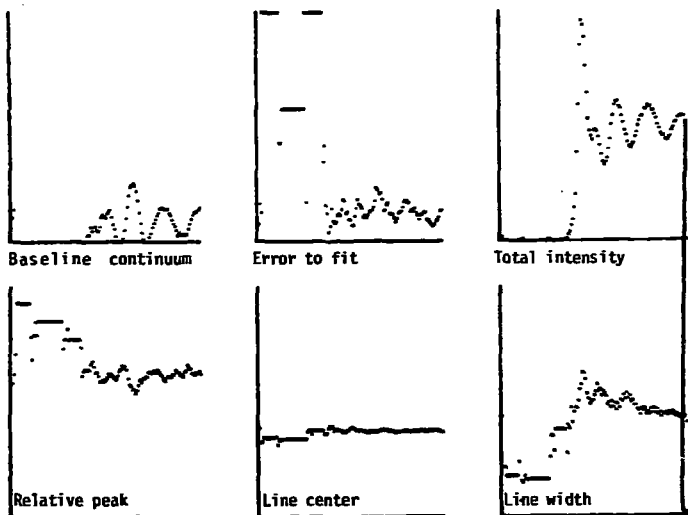 Baseline continuum
Error to fit
Total intensity
Relative peak
Line center
Line width